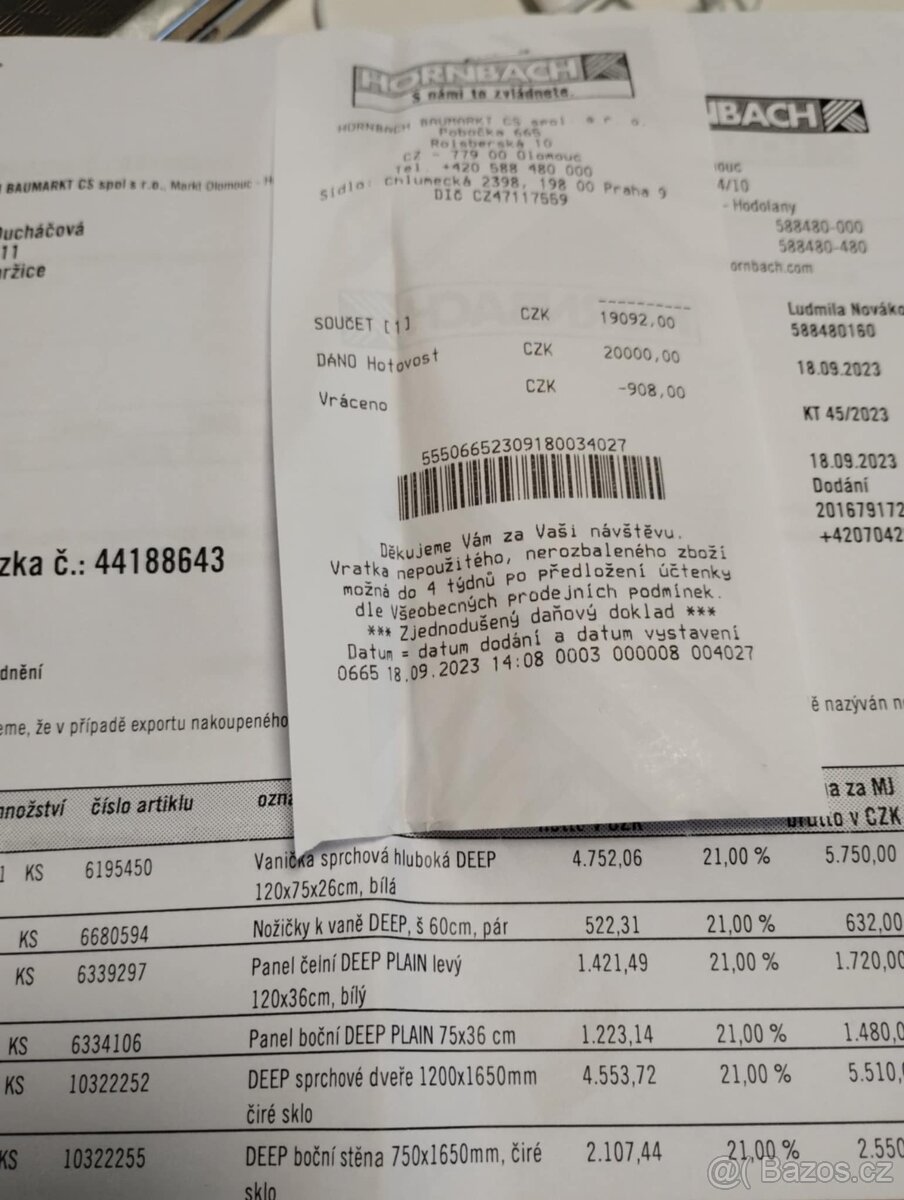 HORNBACH
S námi to zvládnete.
HORNBACH BAUMARKT CS spol. s r. o.
Pobočka 665
Rolsberská 10
CZ - 779 00 Olomouc
Tel. +420 588 480 000
Sídlo: Chlumecká 2398, 198 00 Praha 9
DIČ CZ47117559
SOUČET [1] CZK 19092,00
DÁNO Hotovost CZK 20000,00
Vráceno CZK -908,00
55506652309180034027
Děkujeme Vám za Vaši návštěvu.
Vratka nepoužitého, nerozbaleného zboží
možná do 4 týdnů po předložení účtenky
dle Všeobecných prodejních podmínek.
*** Zjednodušený daňový doklad ***
Datum = datum dodání a datum vystavení
0665 18.09.2023 14:08 0003 000008 004027
NBACH
BAUMARKT CS spol s r.o., Markt Olomouc - H
4/10
- Hodolany
588480-000
588480-480
ornbach.com
Ducháčová
11
ržice
Ludmila Nováko
588480160
18.09.2023
KT 45/2023
18.09.2023
Dodání
201679172
+4207042
zka č.: 44188643
dnění
eme, že v případě exportu nakoupeného
ě nazýván n
množství číslo artiklu ozna
netto v CZK
a za MJ
brutto v CZK
1 KS 6195450 Vanička sprchová hluboká DEEP 4.752,06 21,00 % 5.750,00
120x75x26cm, bílá
KS 6680594 Nožičky k vaně DEEP, š 60cm, pár 522,31 21,00 % 632,00
KS 6339297 Panel čelní DEEP PLAIN levý 1.421,49 21,00 % 1.720,00
120x36cm, bílý
KS 6334106 Panel boční DEEP PLAIN 75x36 cm 1.223,14 21,00 % 1.480,0
KS 10322252 DEEP sprchové dveře 1200x1650mm 4.553,72 21,00 % 5.510,
čiré sklo
KS 10322255 DEEP boční stěna 750x1650mm, čiré 2.107,44 21,00 % 2.550
sklo
Bazos.cz